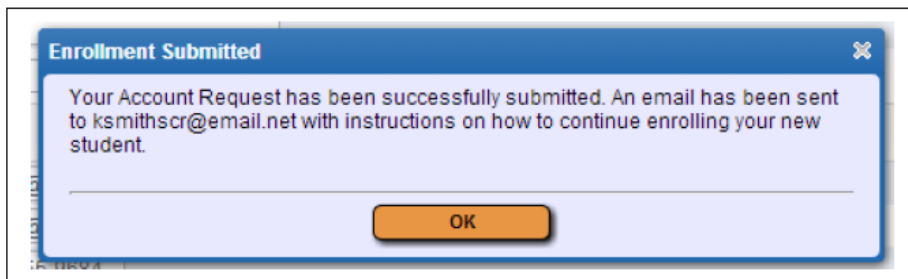 Enrollment Submitted
Your Account Request has been successfully submitted. An email has been sent
to ksmithscr@email.net with instructions on how to continue enrolling your new
student.
OK